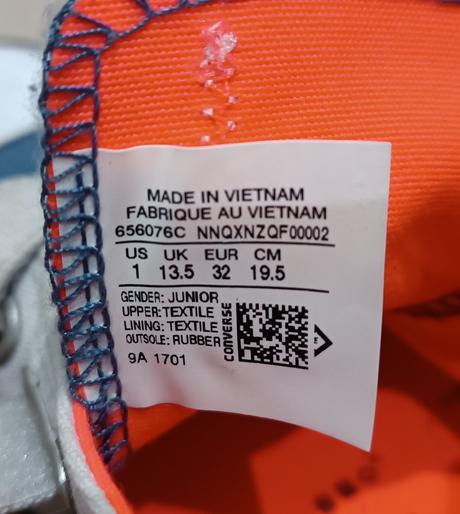 MADE IN VIETNAM
FABRIQUE AU VIETNAM
656076C NNQXNZQF00002
US UK EUR CM
1 13.5 32 19.5
GENDER: JUNIOR
UPPER: TEXTILE
LINING: TEXTILE
OUTSOLE: RUBBER
9A 1701
CONVERSE